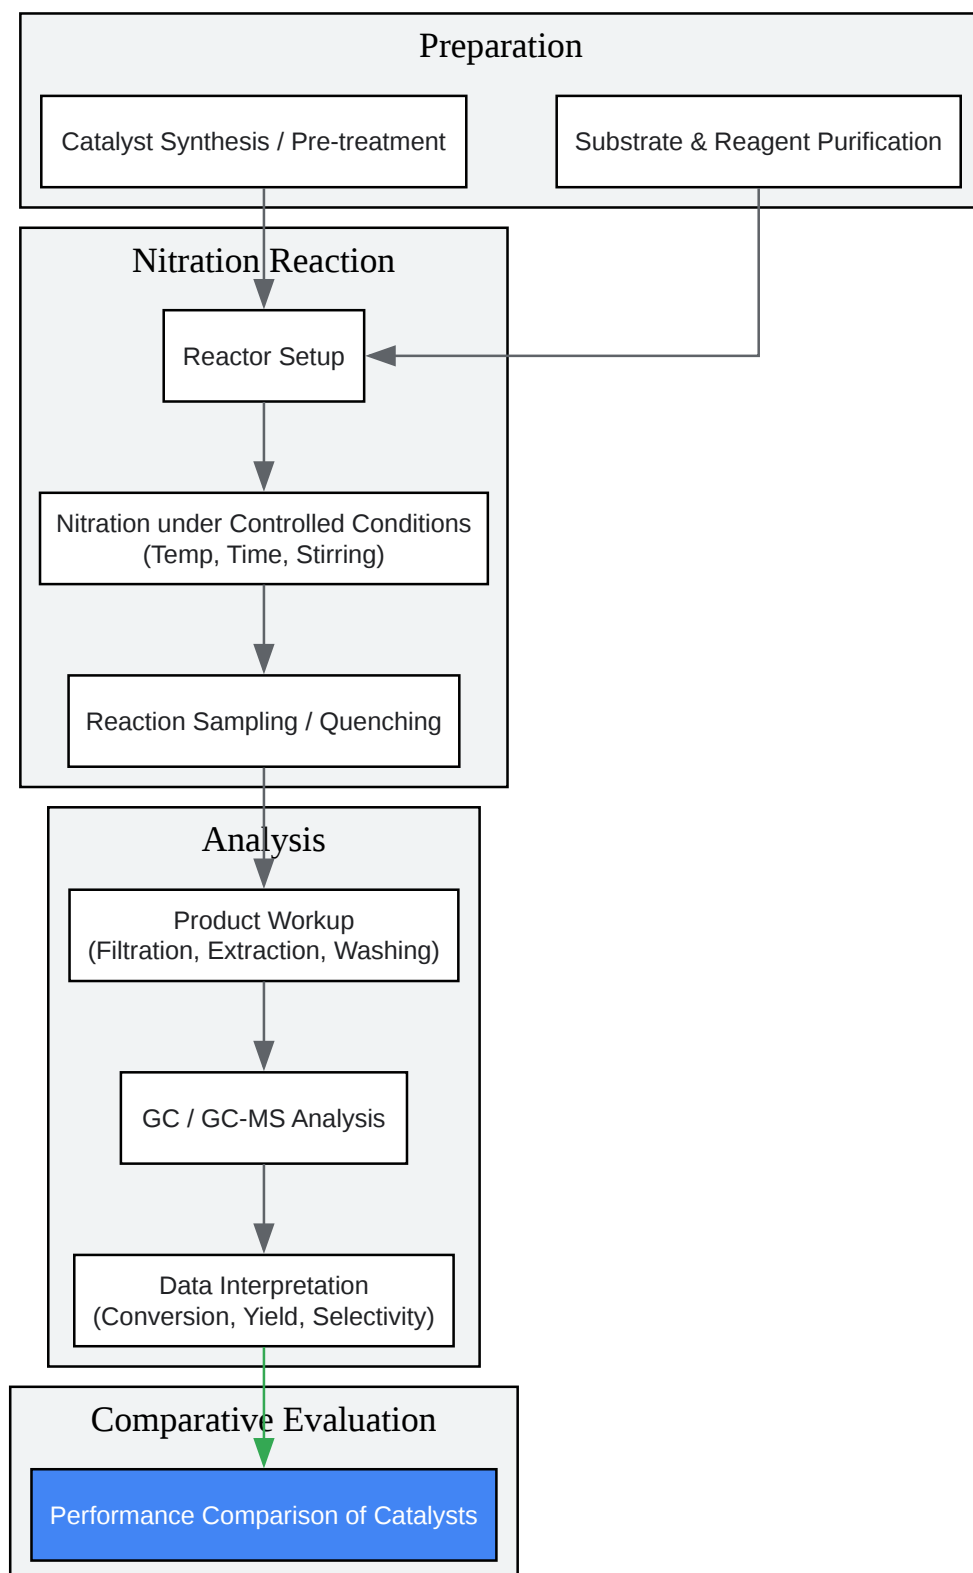 Preparation
Catalyst Synthesis / Pre-treatment
Substrate & Reagent Purification
Nitration Reaction
Reactor Setup
Nitration under Controlled Conditions
(Temp, Time, Stirring)
Reaction Sampling / Quenching
Analysis
Product Workup
(Filtration, Extraction, Washing)
GC / GC-MS Analysis
Data Interpretation
(Conversion, Yield, Selectivity)
Comparative Evaluation
Performance Comparison of Catalysts